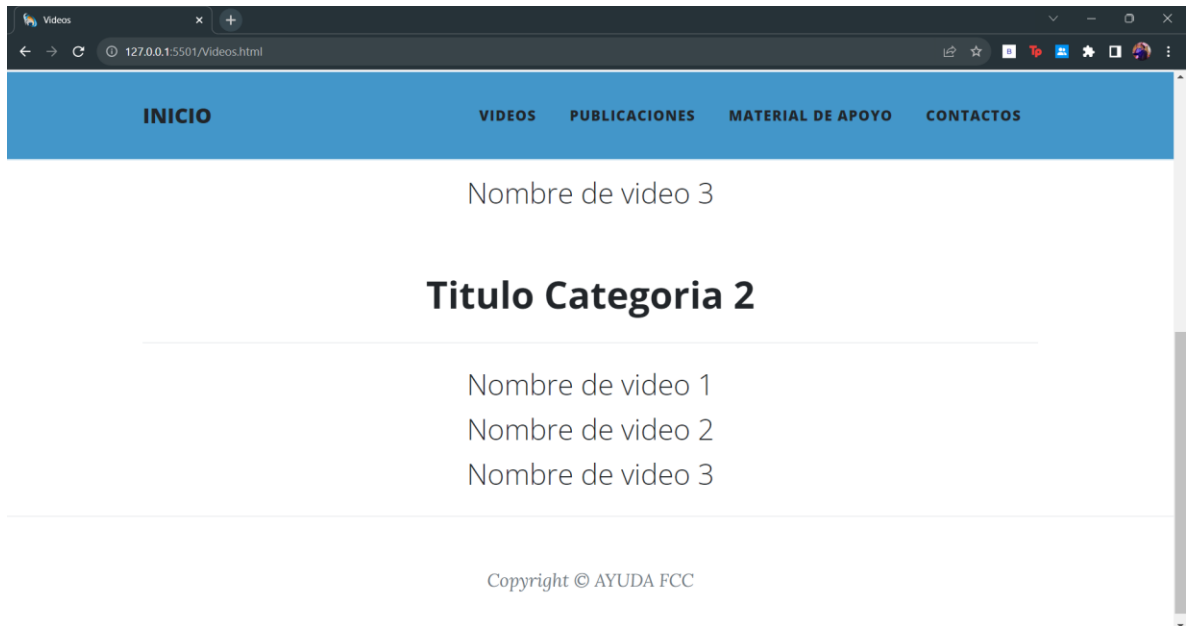 Videos
127.0.0.1:5501/Videos.html
B Tp
INICIO VIDEOS PUBLICACIONES MATERIAL DE APOYO CONTACTOS
Nombre de video 3
Titulo Categoria 2
Nombre de video 1
Nombre de video 2
Nombre de video 3
Copyright © AYUDA FCC